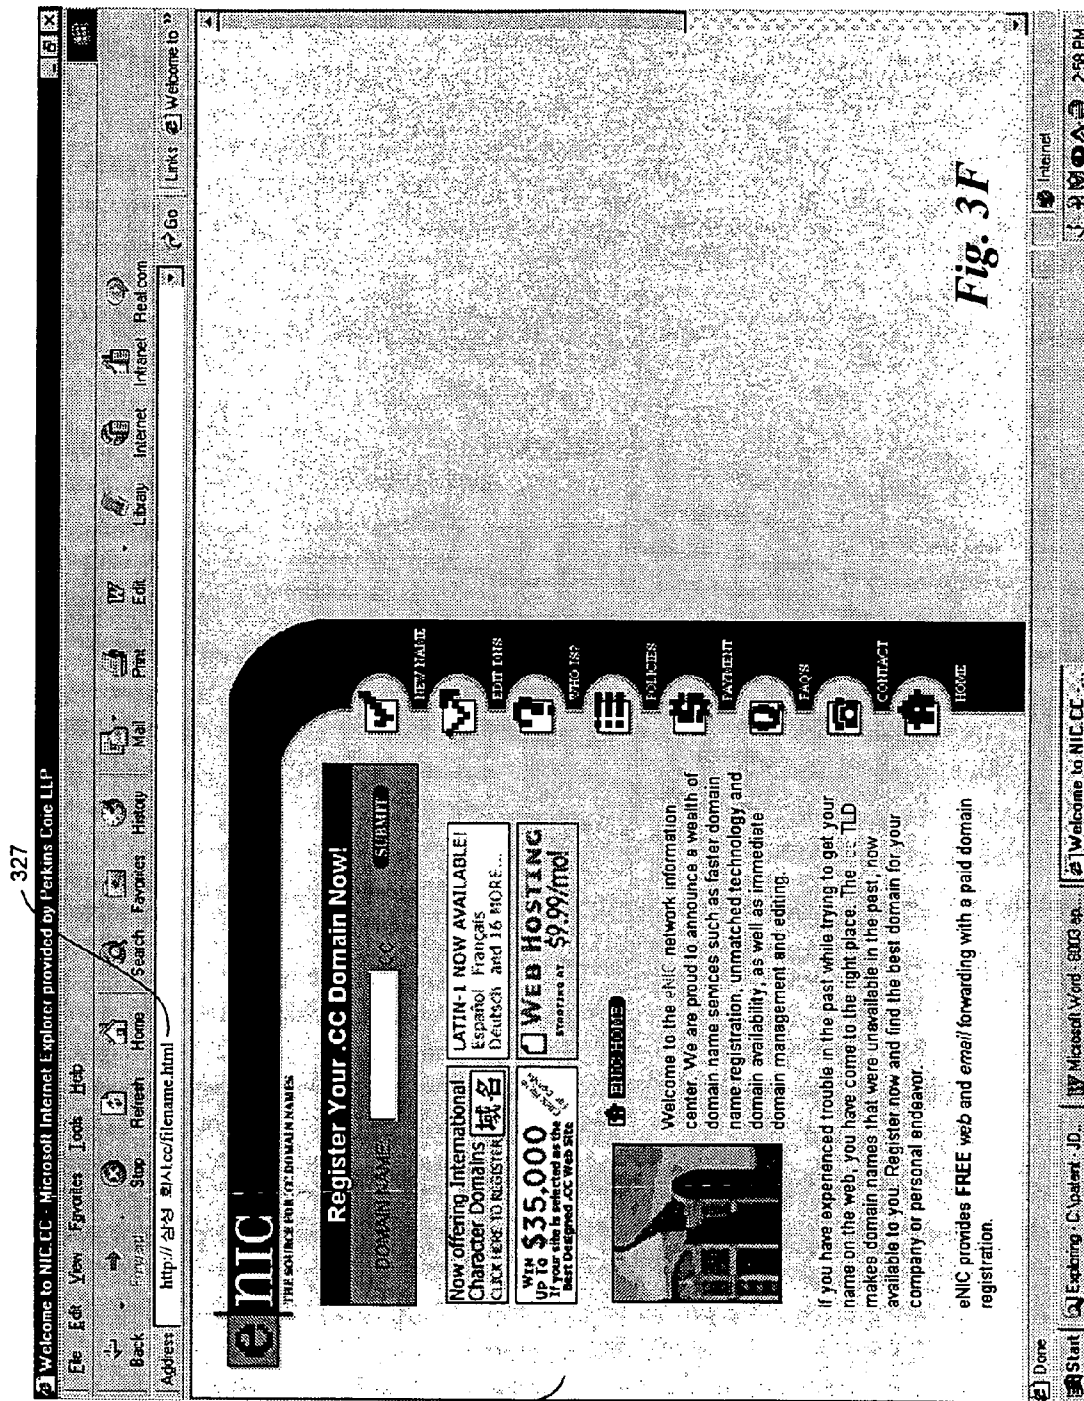 327
Welcome to NIC.CC - Microsoft Internet Explorer provided by Perkins Coie LLP
File Edit View Favorites Tools Help
Back Forward Stop Refresh Home Search Favorites History Mail Print Edit Library Internet Intranet Real.com
Address http:// 삼성 회사.cc/filename.html Go Links Welcome to »
eNIC
THE SOURCE FOR .CC DOMAIN NAMES
Register Your .CC Domain Now!
DOMAIN NAME: .CC SUBMIT
Now offering International
Character Domains
CLICK HERE TO REGISTER
域名
LATIN-1 NOW AVAILABLE!
Español Français
Deutsch and 16 MORE...
WIN
UP TO $35,000
If your site is selected as the
Best Designed .CC Web Site
WEB HOSTING
STARTING AT $9.99/mo!
Welcome to the eNIC network information
center. We are proud to announce a wealth of
domain name services such as faster domain
name registration, unmatched technology and
domain availability, as well as immediate
domain management and editing.
If you have experienced trouble in the past while trying to get your
name on the web, you have come to the right place. The .cc TLD
makes domain names that were unavailable in the past, now
available to you. Register now and find the best domain for your
company or personal endeavor.
eNIC provides FREE web and email forwarding with a paid domain
registration.
NEW NAME
EDIT DNS
WHO IS?
POLICIES
PAYMENT
FAQ'S
CONTACT
HOME
Fig. 3F
Done Internet
Start Exploring - C:\patent - JD... Microsoft Word Welcome to NIC.CC -... 2:59 PM